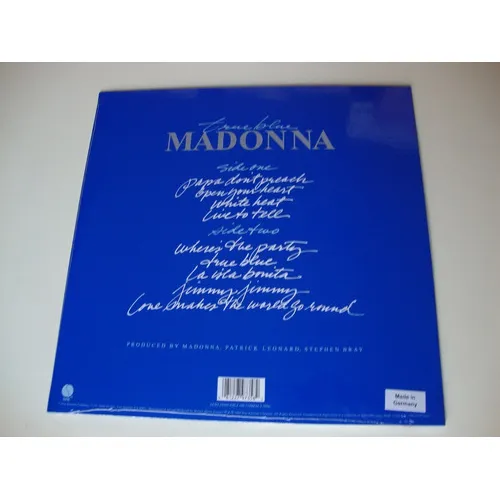 true blue
MADONNA
side one
papa don't preach
open your heart
white heat
live to tell
side two
where's the party
true blue
la isla bonita
jimmy jimmy
love makes the world go round
PRODUCED BY MADONNA, PATRICK LEONARD, STEPHEN BRAY
Made in
Germany